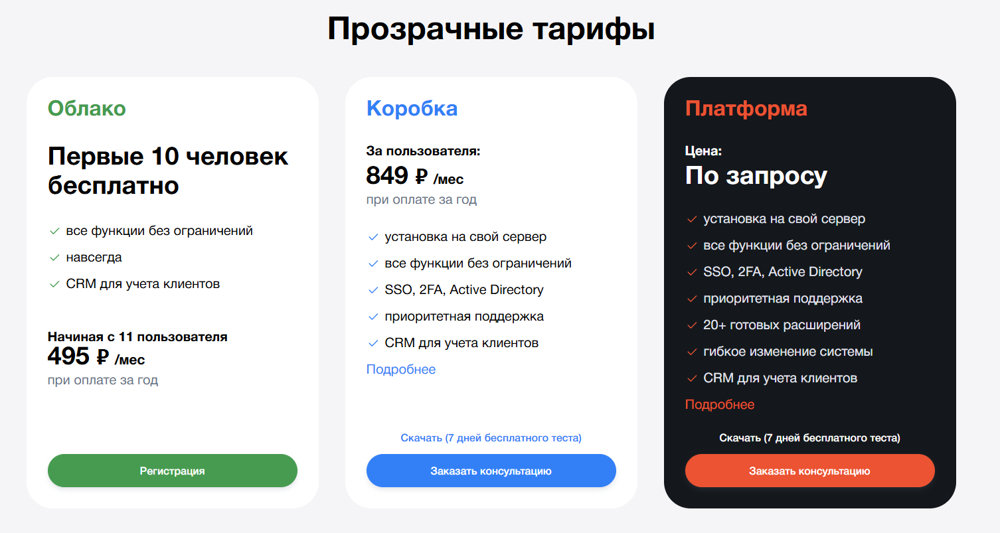 Прозрачные тарифы
Облако
Первые 10 человек
бесплатно
все функции без ограничений
навсегда
CRM для учета клиентов
Начиная с 11 пользователя
495 ₽ /мес
при оплате за год
Регистрация
Коробка
За пользователя:
849 ₽ /мес
при оплате за год
установка на свой сервер
все функции без ограничений
SSO, 2FA, Active Directory
приоритетная поддержка
CRM для учета клиентов
Подробнее
Скачать (7 дней бесплатного теста)
Заказать консультацию
Платформа
Цена:
По запросу
установка на свой сервер
все функции без ограничений
SSO, 2FA, Active Directory
приоритетная поддержка
20+ готовых расширений
гибкое изменение системы
CRM для учета клиентов
Подробнее
Скачать (7 дней бесплатного теста)
Заказать консультацию